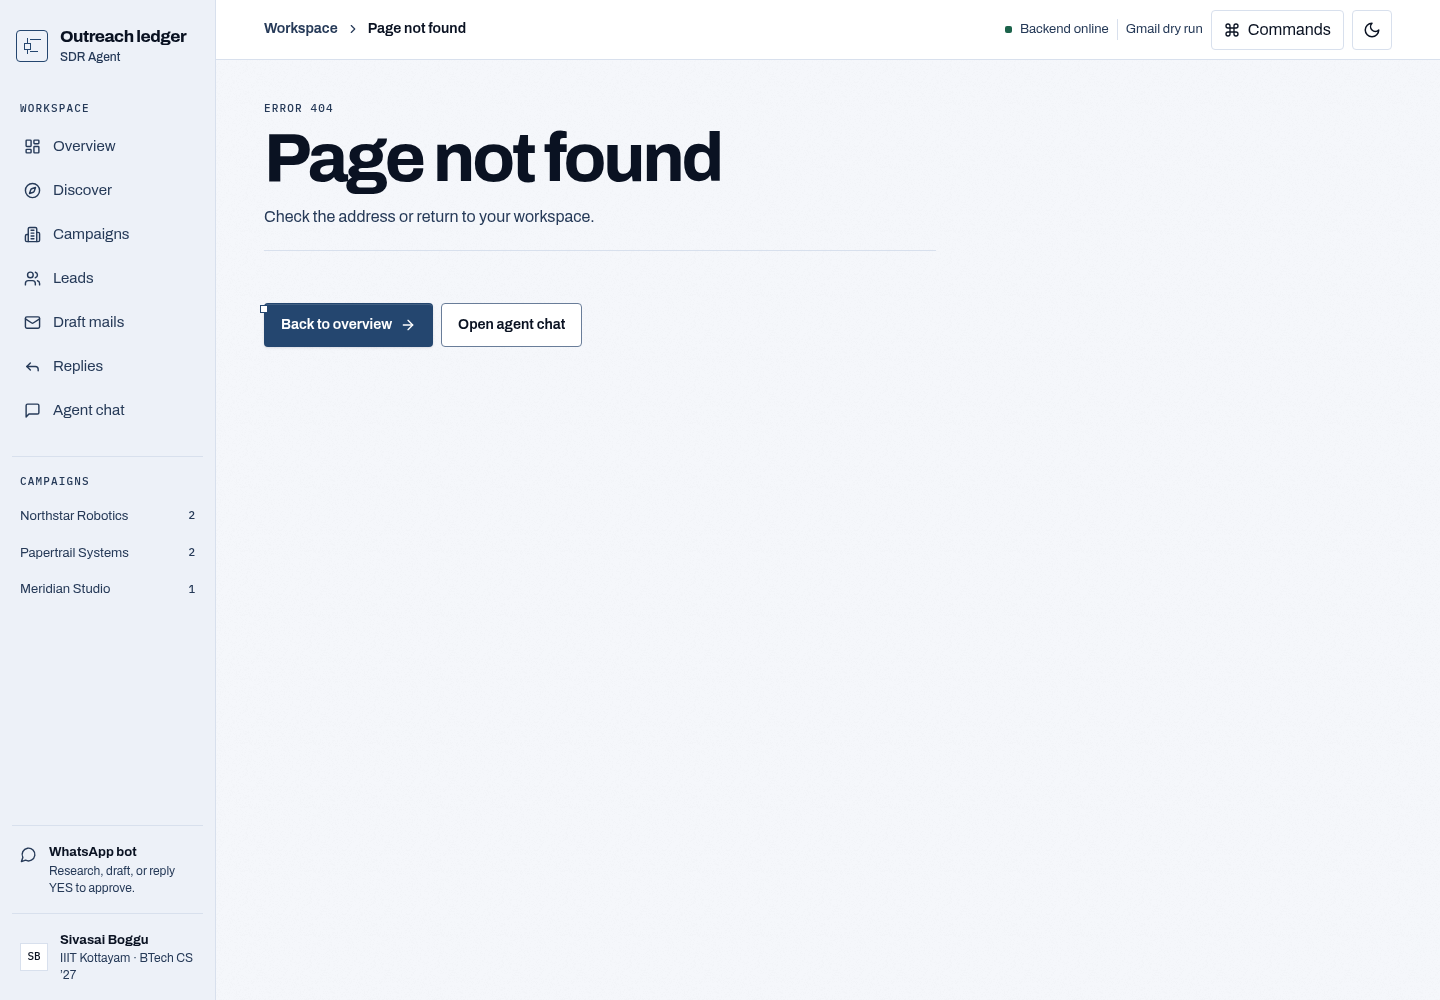 Outreach ledger
SDR Agent
WORKSPACE
Overview
Discover
Campaigns
Leads
Draft mails
Replies
Agent chat
CAMPAIGNS
Northstar Robotics 2
Papertrail Systems 2
Meridian Studio 1
WhatsApp bot
Research, draft, or reply
YES to approve.
SB
Sivasai Boggu
IIIT Kottayam · BTech CS
'27
Workspace Page not found
Backend online Gmail dry run Commands
ERROR 404
Page not found
Check the address or return to your workspace.
Back to overview Open agent chat